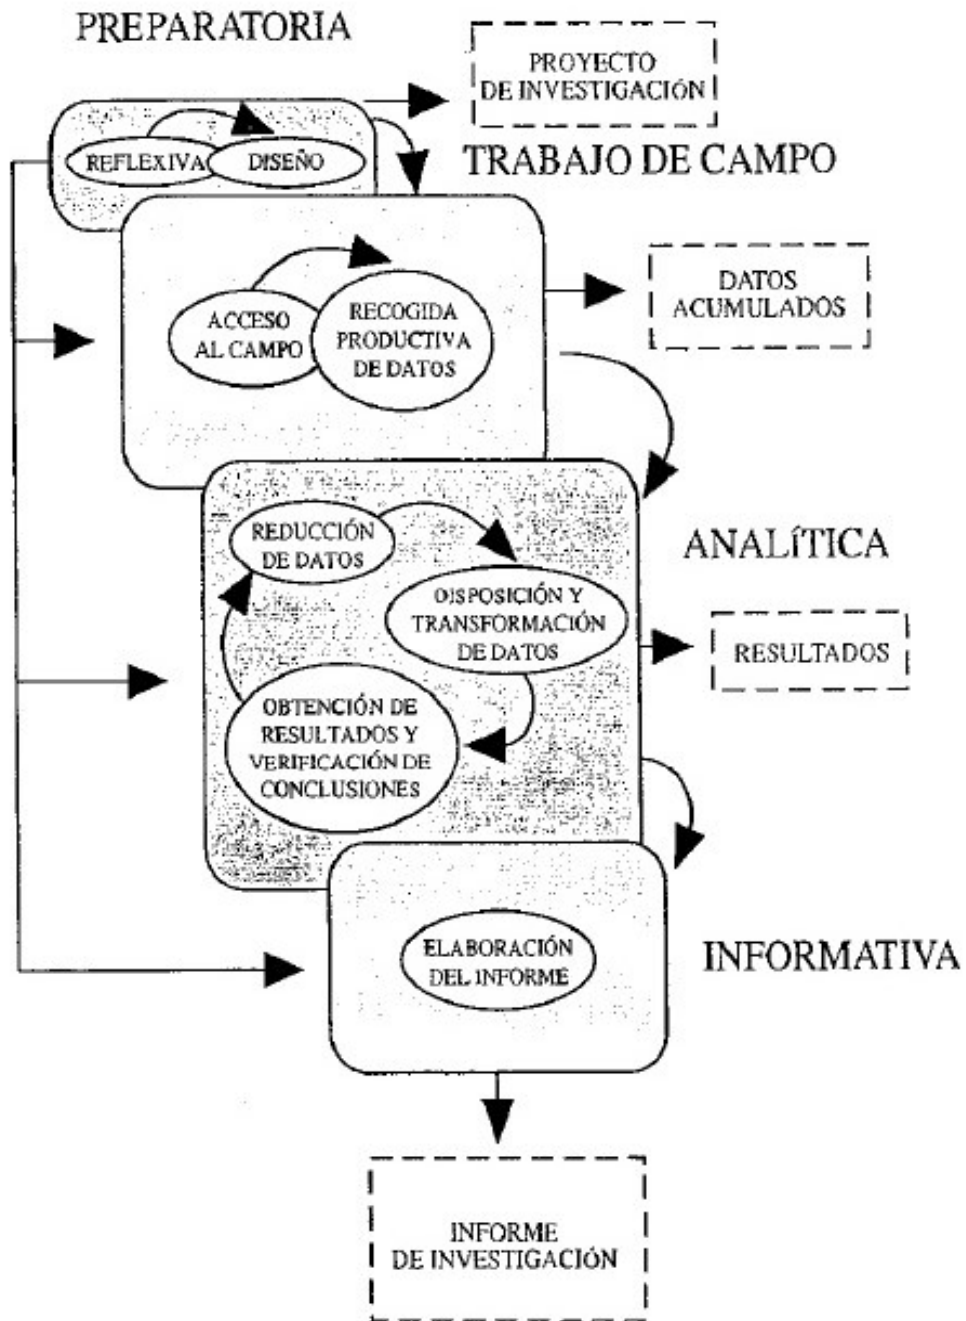 PREPARATORIA
PROYECTO
DE INVESTIGACIÓN
REFLEXIVA
DISEÑO
TRABAJO DE CAMPO
ACCESO
AL CAMPO
RECOGIDA
PRODUCTIVA
DE DATOS
DATOS
ACUMULADOS
REDUCCIÓN
DE DATOS
ANALíTICA
DISPOSICIÓN Y
TRANSFORMACIÓN
DE DATOS
RESULTADOS
OBTENCIÓN DE
RESULTADOS Y
VERIFICACIÓN DE
CONCLUSIONES
ELABORACIÓN
DEL INFORME
INFORMATIVA
INFORME
DE INVESTIGACIÓN